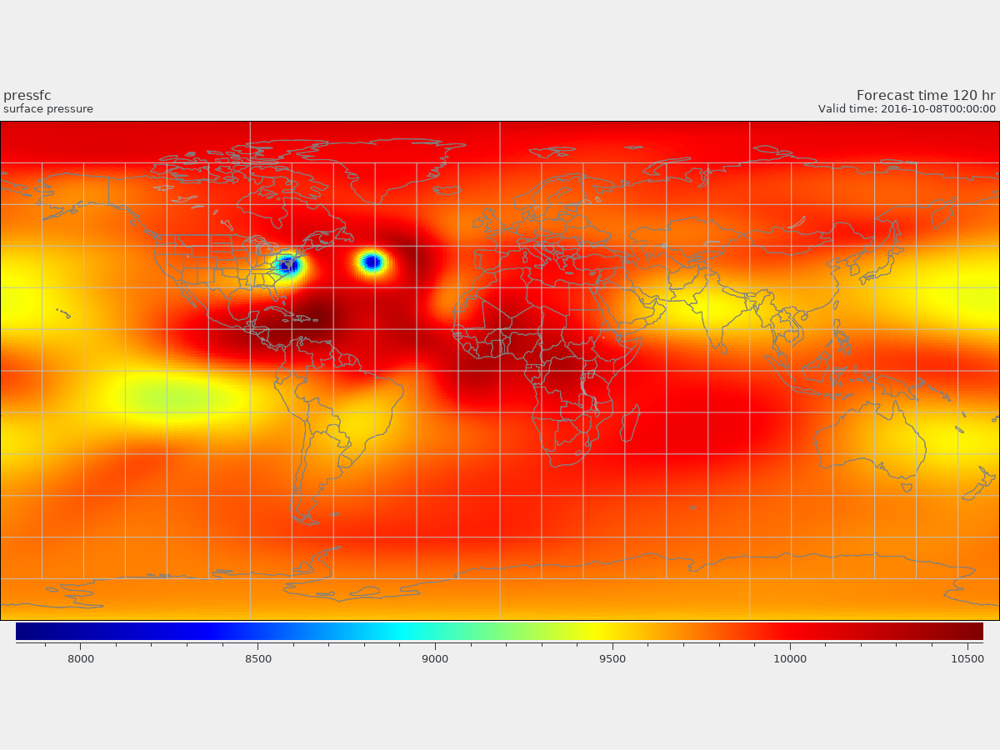 pressfc
surface pressure
Forecast time 120 hr
Valid time: 2016-10-08T00:00:00
8000 8500 9000 9500 10000 10500